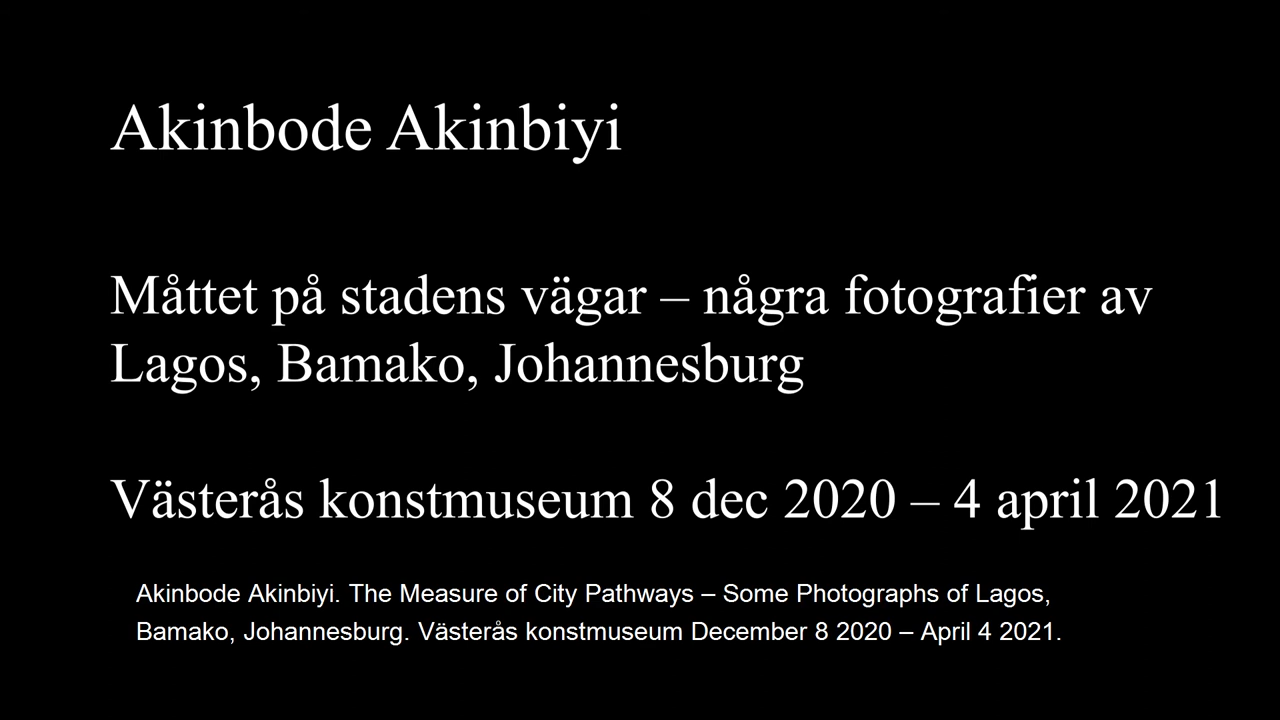 Akinbode Akinbiyi
Måttet på stadens vägar – några fotografier av
Lagos, Bamako, Johannesburg
Västerås konstmuseum 8 dec 2020 – 4 april 2021
Akinbode Akinbiyi. The Measure of City Pathways – Some Photographs of Lagos,
Bamako, Johannesburg. Västerås konstmuseum December 8 2020 – April 4 2021.